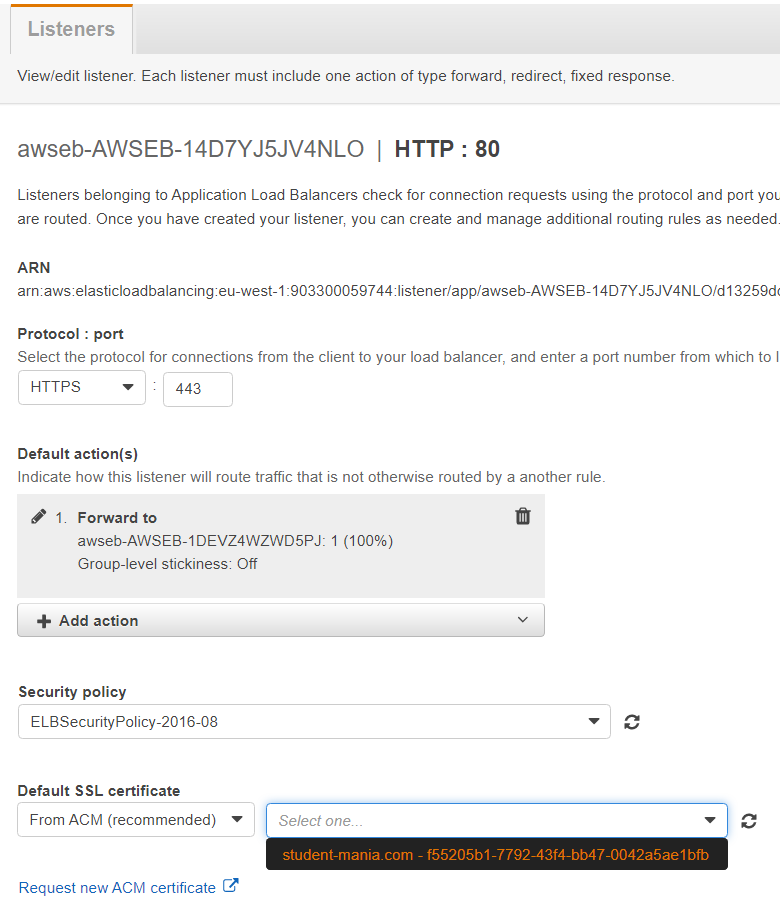 Listeners
View/edit listener. Each listener must include one action of type forward, redirect, fixed response.
awseb-AWSEB-14D7YJ5JV4NLO | HTTP : 80
Listeners belonging to Application Load Balancers check for connection requests using the protocol and port you
are routed. Once you have created your listener, you can create and manage additional routing rules as needed.
ARN
arn:aws:elasticloadbalancing:eu-west-1:903300059744:listener/app/awseb-AWSEB-14D7YJ5JV4NLO/d13259dc
Protocol : port
Select the protocol for connections from the client to your load balancer, and enter a port number from which to l
HTTPS : 443
Default action(s)
Indicate how this listener will route traffic that is not otherwise routed by a another rule.
1. Forward to
awseb-AWSEB-1DEVZ4WZWD5PJ: 1 (100%)
Group-level stickiness: Off
Add action
Security policy
ELBSecurityPolicy-2016-08
Default SSL certificate
From ACM (recommended) Select one...
student-mania.com - f55205b1-7792-43f4-bb47-0042a5ae1bfb
Request new ACM certificate